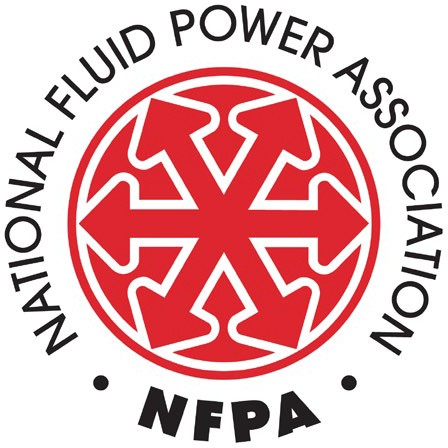 NATIONAL FLUID POWER ASSOCIATION
• NFPA •